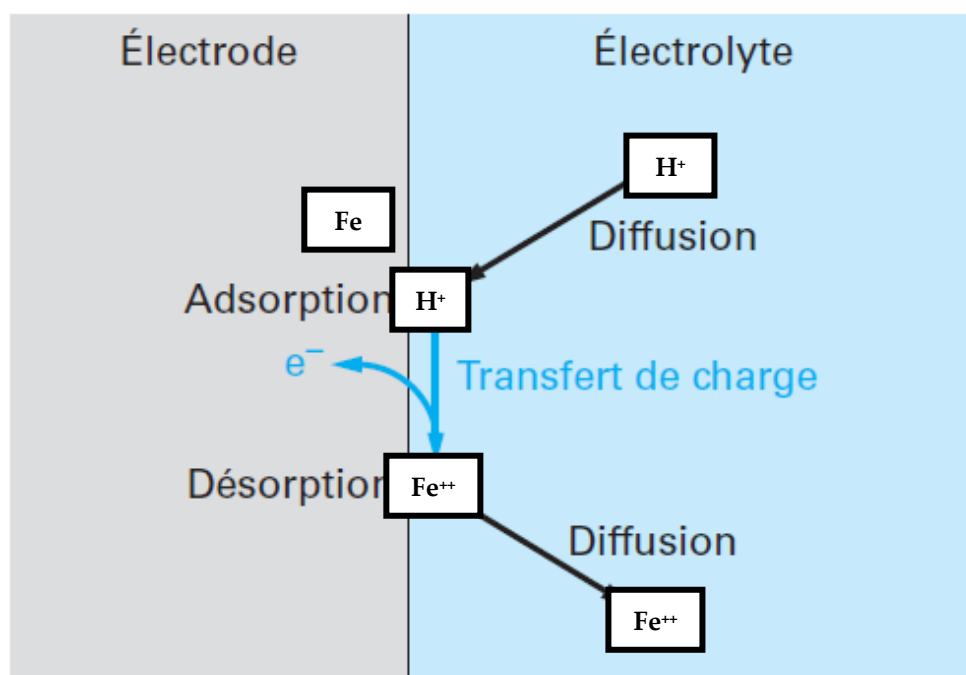 Électrode
Électrolyte
H⁺
Fe
Diffusion
Adsorption
H⁺
e⁻
Transfert de charge
Désorption
Fe⁺⁺
Diffusion
Fe⁺⁺